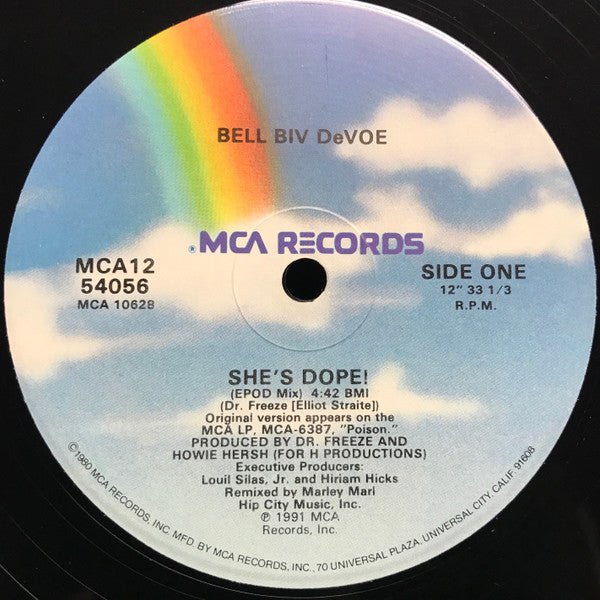 BELL BIV DeVOE
® MCA RECORDS
MCA12
54056
MCA 10628
SIDE ONE
12" 33 1/3
R.P.M.
SHE'S DOPE!
(EPOD Mix) 4:42 BMI
(Dr. Freeze [Elliot Straite])
Original version appears on the
MCA LP, MCA-6387, "Poison."
PRODUCED BY DR. FREEZE AND
HOWIE HERSH (FOR H PRODUCTIONS)
Executive Producers:
Louil Silas, Jr. and Hiriam Hicks
Remixed by Marley Marl
Hip City Music, Inc.
℗ 1991 MCA
Records, Inc.
©1980 MCA RECORDS, INC. MFD. BY MCA RECORDS, INC., 70 UNIVERSAL PLAZA, UNIVERSAL CITY, CALIF. 91608